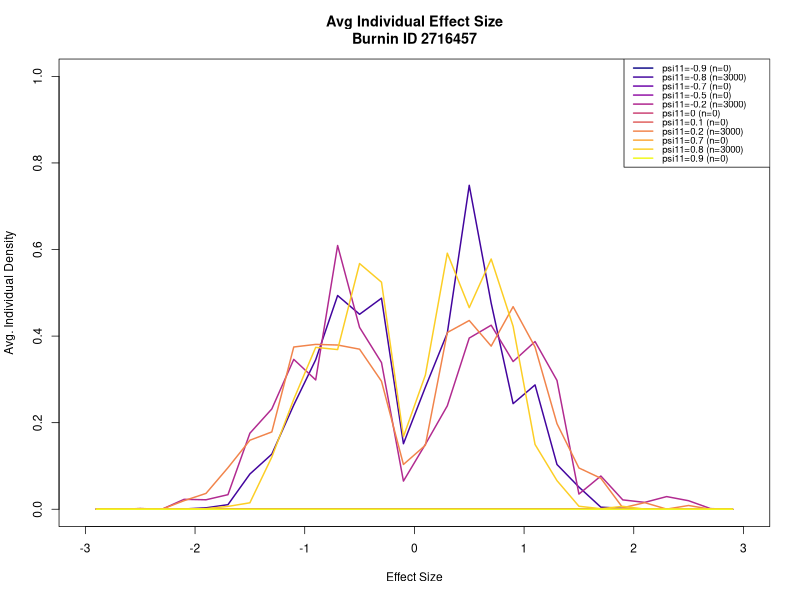 Avg Individual Effect Size
Burnin ID 2716457
psi11=-0.9 (n=0)
psi11=-0.8 (n=3000)
psi11=-0.7 (n=0)
psi11=-0.5 (n=0)
psi11=-0.2 (n=3000)
psi11=0 (n=0)
psi11=0.1 (n=0)
psi11=0.2 (n=3000)
psi11=0.7 (n=0)
psi11=0.8 (n=3000)
psi11=0.9 (n=0)
Avg. Individual Density
1.0
0.8
0.6
0.4
0.2
0.0
-3 -2 -1 0 1 2 3
Effect Size